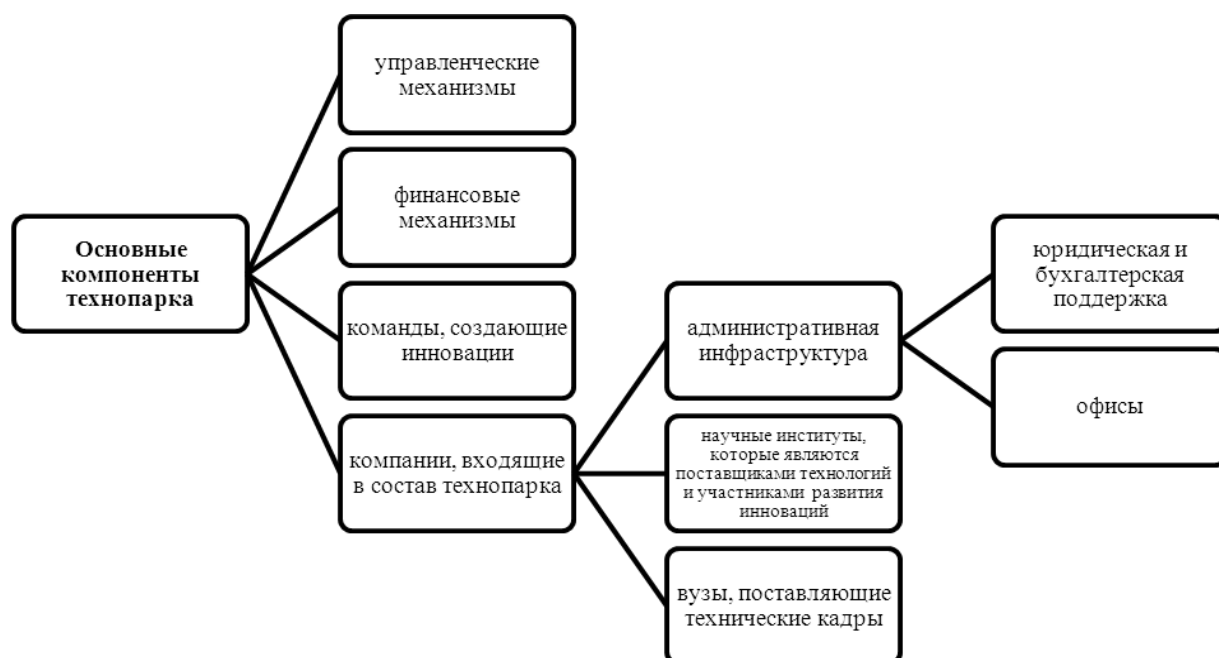 Основные
компоненты
технопарка
управленческие
механизмы
финансовые
механизмы
команды, создающие
инновации
компании, входящие
в состав технопарка
административная
инфраструктура
научные институты,
которые являются
поставщиками технологий
и участниками развития
инноваций
вузы, поставляющие
технические кадры
юридическая и
бухгалтерская
поддержка
офисы